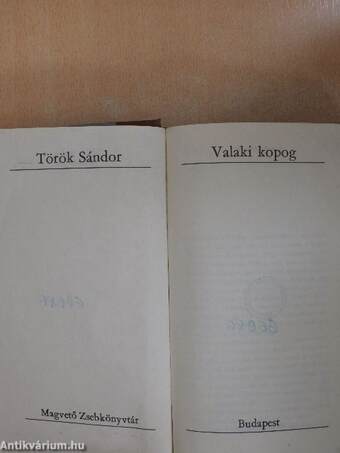 Török Sándor
Magvető Zsebkönyvtár
Valaki kopog
Budapest
Antikvárium.hu